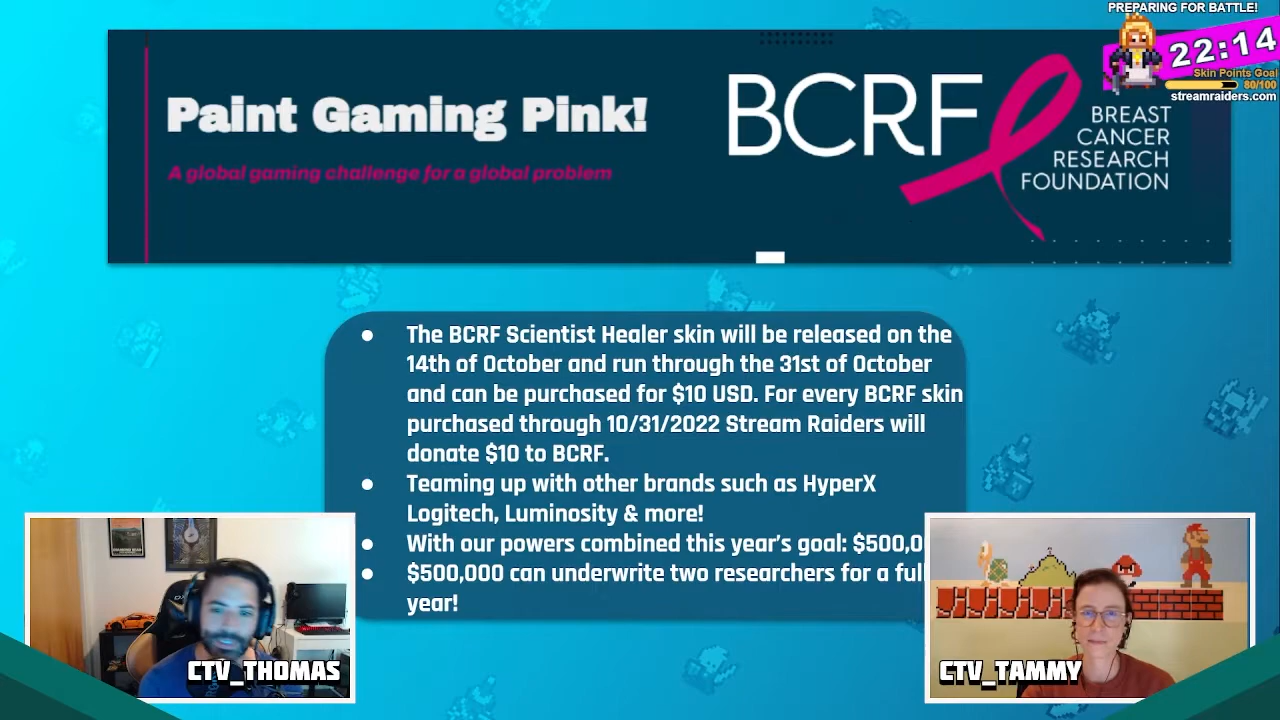 PREPARING FOR BATTLE!
22:14
Skin Points Goal
80/100
streamraiders.com
Paint Gaming Pink!
A global gaming challenge for a global problem
BCRF
BREAST
CANCER
RESEARCH
FOUNDATION
● The BCRF Scientist Healer skin will be released on the
14th of October and run through the 31st of October
and can be purchased for $10 USD. For every BCRF skin
purchased through 10/31/2022 Stream Raiders will
donate $10 to BCRF.
● Teaming up with other brands such as HyperX
Logitech, Luminosity & more!
● With our powers combined this year’s goal: $500,0
● $500,000 can underwrite two researchers for a full
year!
CTV_THOMAS
CTV_TAMMY